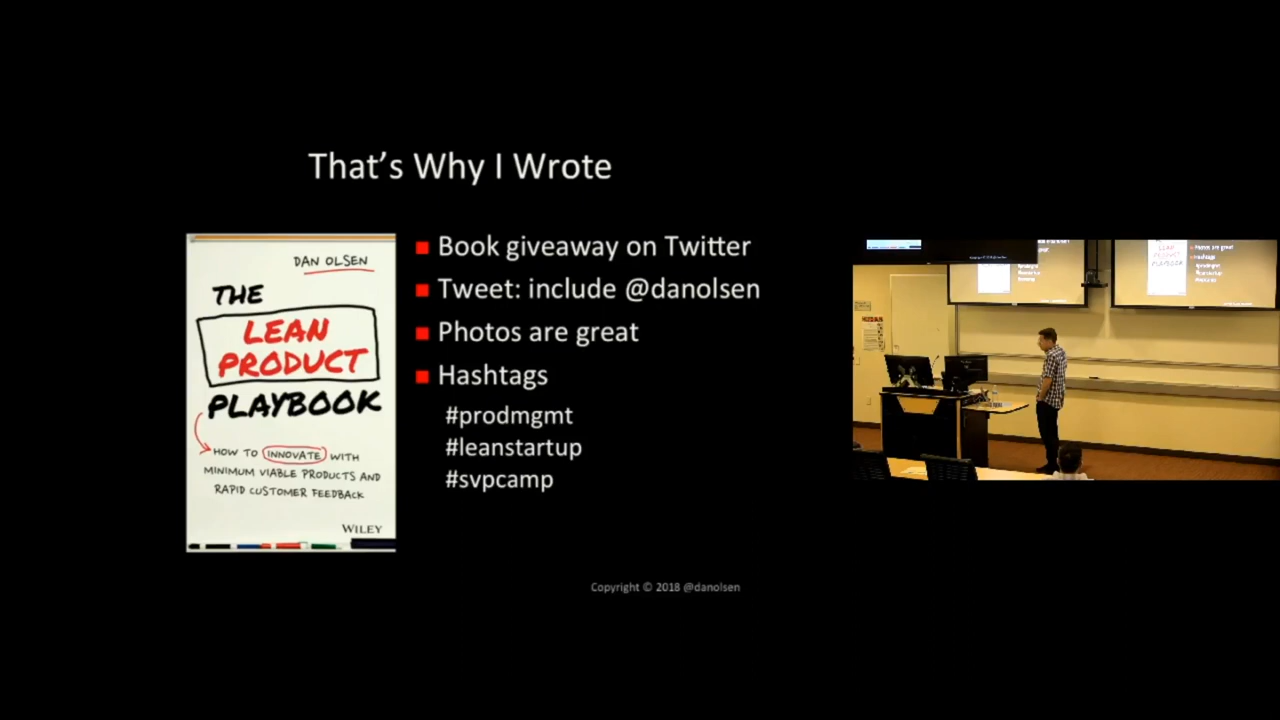 That's Why I Wrote
DAN OLSEN
THE
LEAN
PRODUCT
PLAYBOOK
HOW TO INNOVATE WITH
MINIMUM VIABLE PRODUCTS AND
RAPID CUSTOMER FEEDBACK
WILEY
Book giveaway on Twitter
Tweet: include @danolsen
Photos are great
Hashtags
#prodmgmt
#leanstartup
#svpcamp
Copyright © 2018 @danolsen